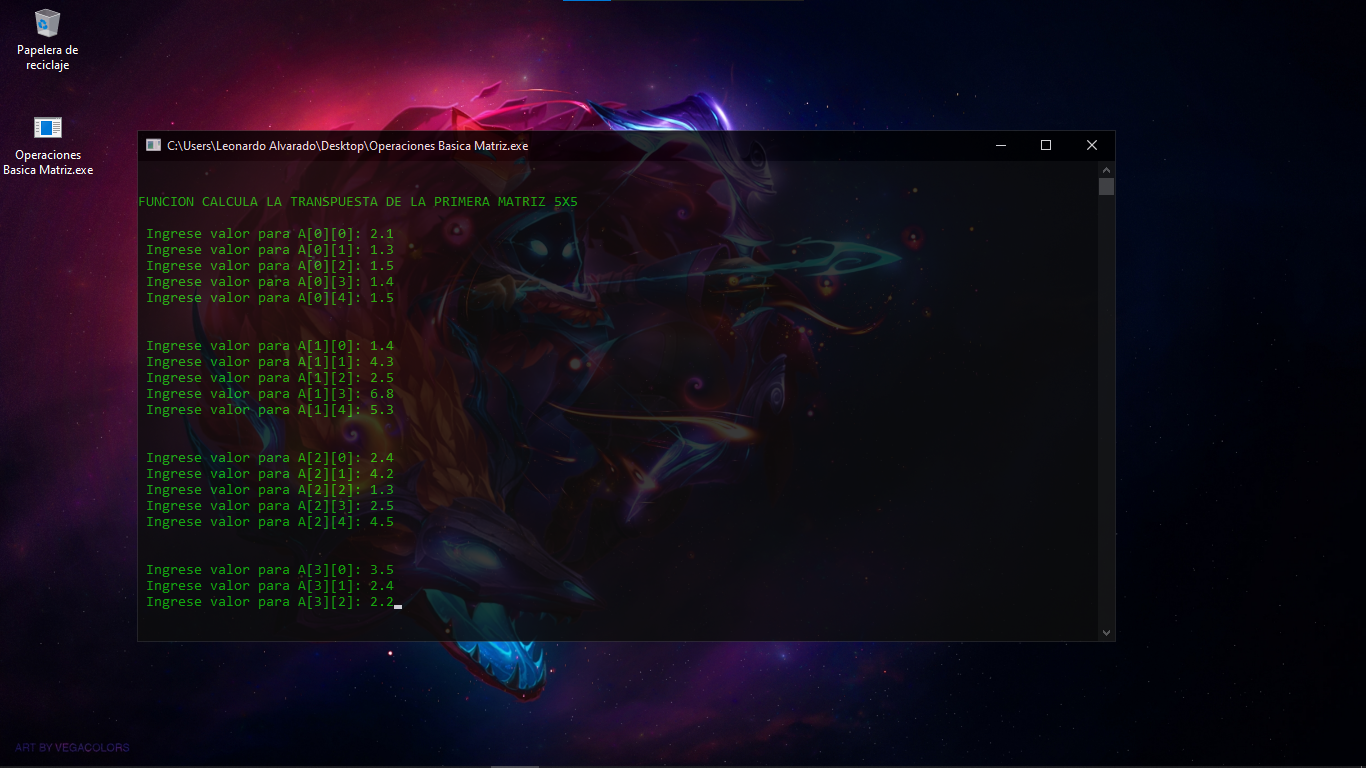 Papelera de
reciclaje
Operaciones
Basica Matriz.exe
C:\Users\Leonardo Alvarado\Desktop\Operaciones Basica Matriz.exe
FUNCION CALCULA LA TRANSPUESTA DE LA PRIMERA MATRIZ 5X5
Ingrese valor para A[0][0]: 2.1
Ingrese valor para A[0][1]: 1.3
Ingrese valor para A[0][2]: 1.5
Ingrese valor para A[0][3]: 1.4
Ingrese valor para A[0][4]: 1.5
Ingrese valor para A[1][0]: 1.4
Ingrese valor para A[1][1]: 4.3
Ingrese valor para A[1][2]: 2.5
Ingrese valor para A[1][3]: 6.8
Ingrese valor para A[1][4]: 5.3
Ingrese valor para A[2][0]: 2.4
Ingrese valor para A[2][1]: 4.2
Ingrese valor para A[2][2]: 1.3
Ingrese valor para A[2][3]: 2.5
Ingrese valor para A[2][4]: 4.5
Ingrese valor para A[3][0]: 3.5
Ingrese valor para A[3][1]: 2.4
Ingrese valor para A[3][2]: 2.2
ART BY VEGACOLORS